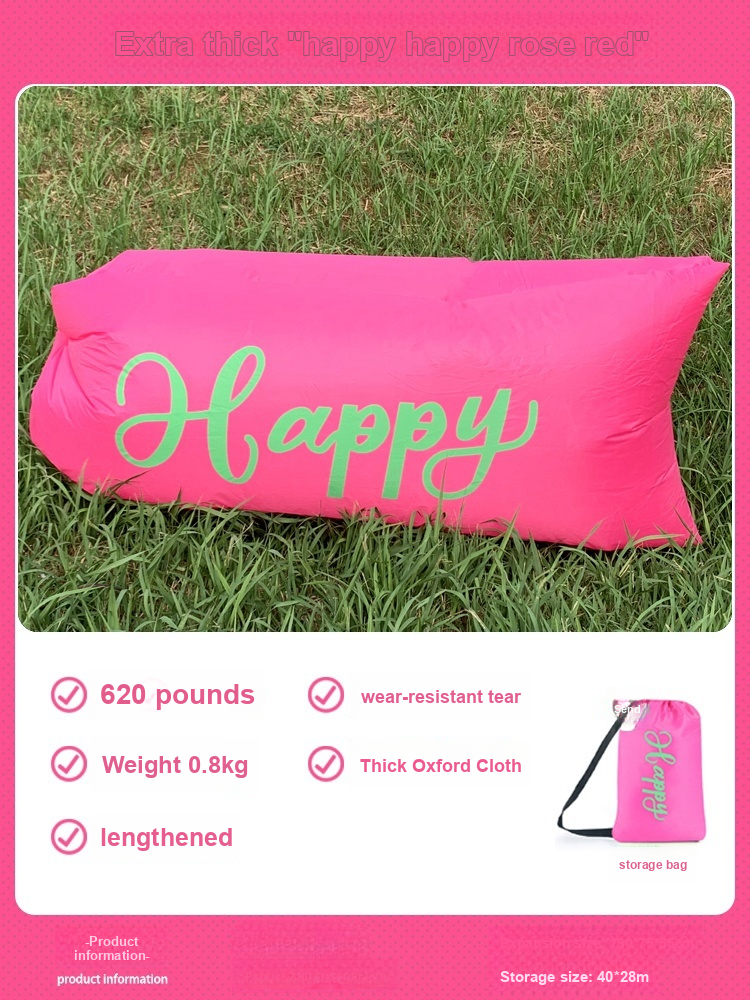 Extra thick "happy happy rose red"
Happy
620 pounds
wear-resistant tear
Weight 0.8kg
Thick Oxford Cloth
lengthened
Send
Happy
storage bag
-Product
information-
product information
Storage size: 40*28m